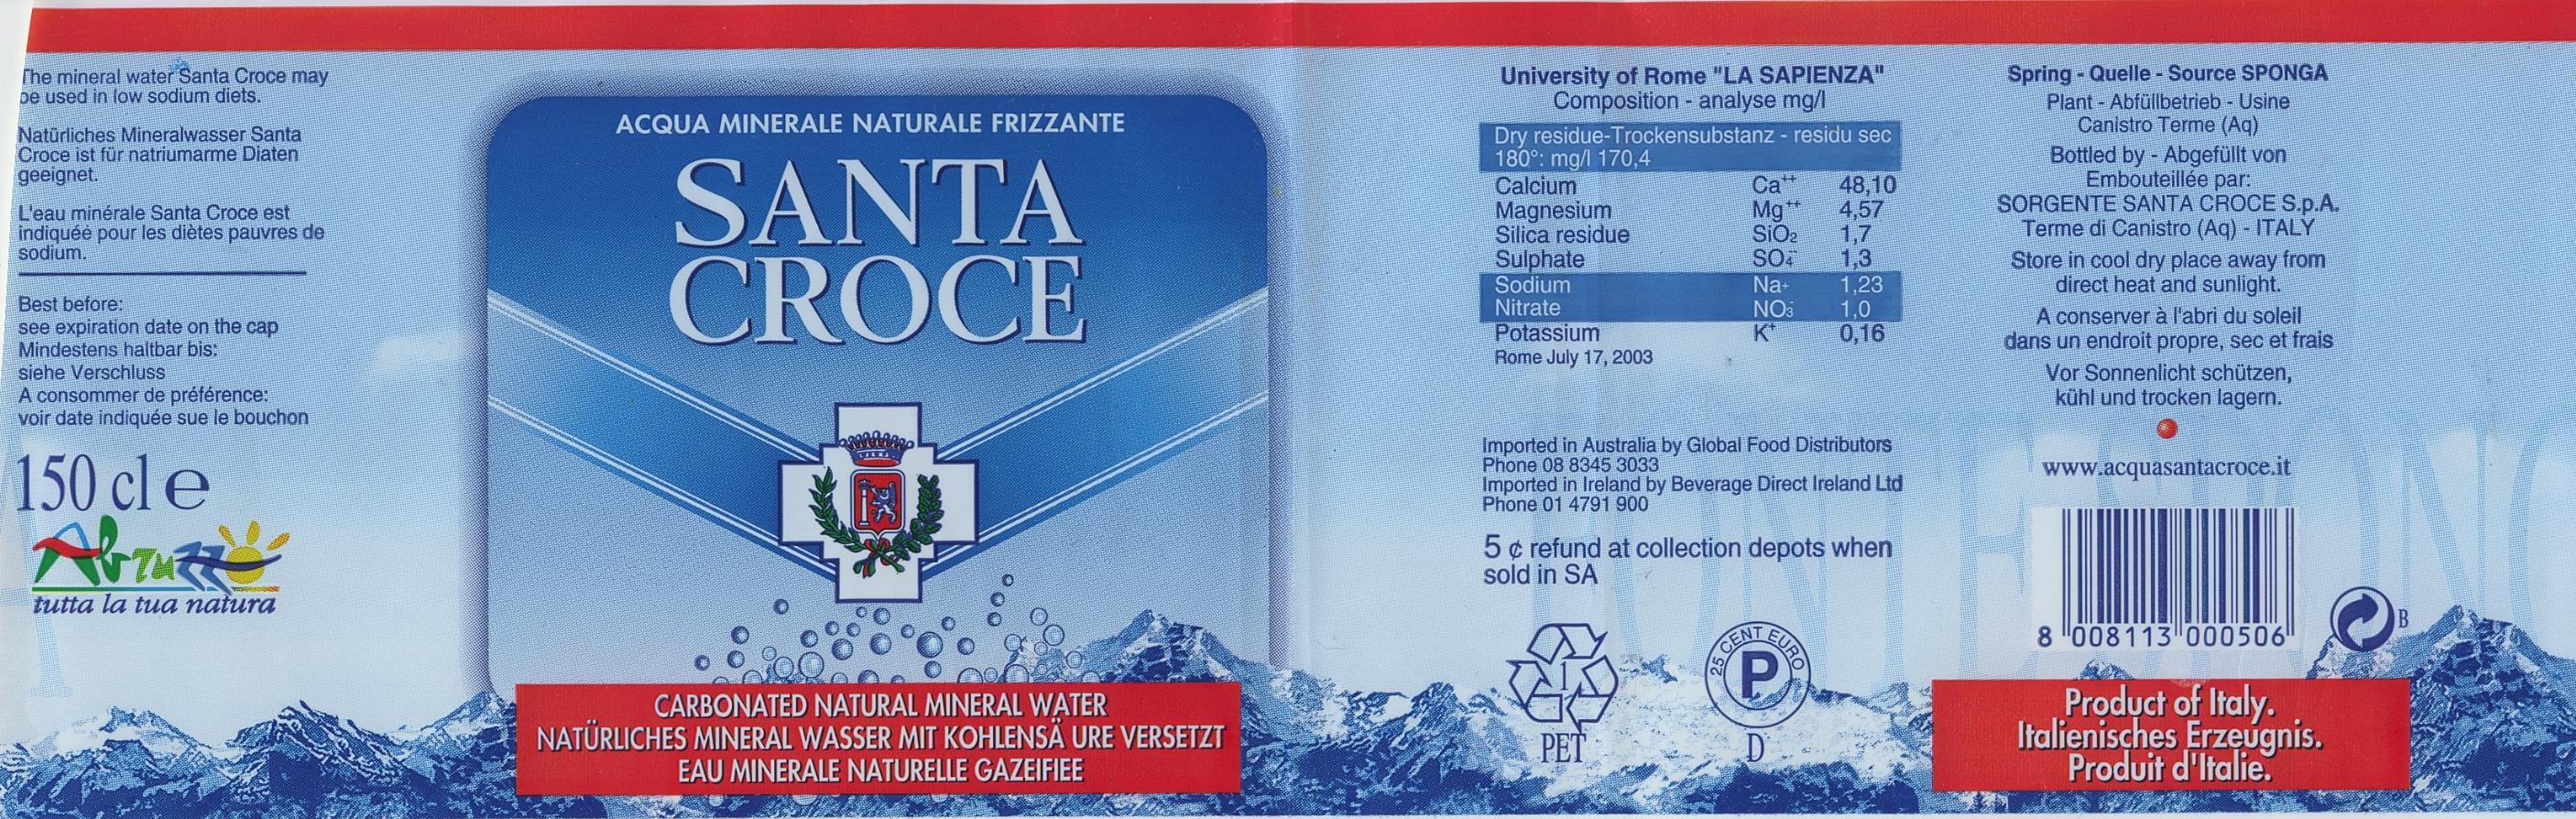 The mineral water Santa Croce may
be used in low sodium diets.
Natürliches Mineralwasser Santa
Croce ist für natriumarme Diaten
geeignet.
L'eau minérale Santa Croce est
indiquéé pour les diètes pauvres de
sodium.
Best before:
see expiration date on the cap
Mindestens haltbar bis:
siehe Verschluss
A consommer de préférence:
voir date indiquée sue le bouchon
150 cl e
Abruzzo
tutta la tua natura
ACQUA MINERALE NATURALE FRIZZANTE
SANTA
CROCE
CARBONATED NATURAL MINERAL WATER
NATÜRLICHES MINERAL WASSER MIT KOHLENSÄ URE VERSETZT
EAU MINERALE NATURELLE GAZEIFIEE
University of Rome "LA SAPIENZA"
Composition - analyse mg/l
Dry residue-Trockensubstanz - residu sec
180°: mg/l 170,4
Calcium Ca++ 48,10
Magnesium Mg++ 4,57
Silica residue SiO2 1,7
Sulphate SO4-- 1,3
Sodium Na+ 1,23
Nitrate NO3- 1,0
Potassium K+ 0,16
Rome July 17, 2003
Imported in Australia by Global Food Distributors
Phone 08 8345 3033
Imported in Ireland by Beverage Direct Ireland Ltd
Phone 01 4791 900
5 ¢ refund at collection depots when
sold in SA
1
PET
25 CENT EURO
P
D
Spring - Quelle - Source SPONGA
Plant - Abfüllbetrieb - Usine
Canistro Terme (Aq)
Bottled by - Abgefüllt von
Embouteillée par:
SORGENTE SANTA CROCE S.p.A.
Terme di Canistro (Aq) - ITALY
Store in cool dry place away from
direct heat and sunlight.
A conserver à l'abri du soleil
dans un endroit propre, sec et frais
Vor Sonnenlicht schützen,
kühl und trocken lagern.
www.acquasantacroce.it
8 008113 000506
B
Product of Italy.
Italienisches Erzeugnis.
Produit d'Italie.